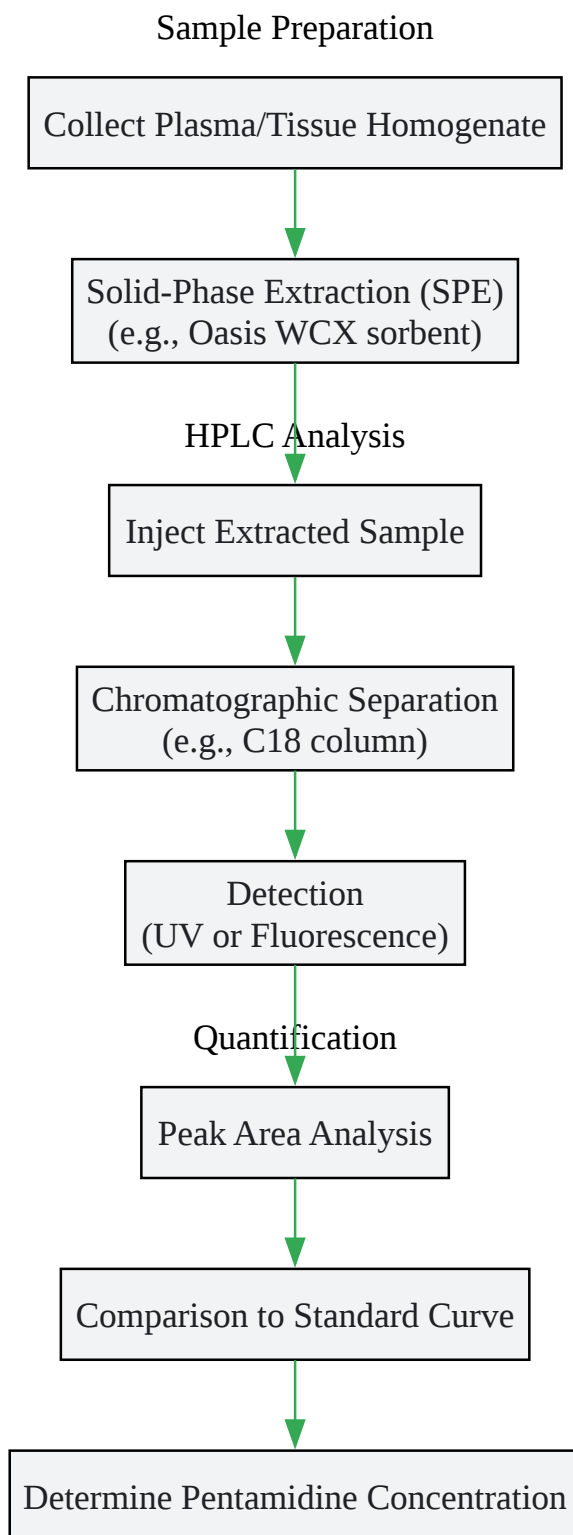 Sample Preparation
Collect Plasma/Tissue Homogenate
Solid-Phase Extraction (SPE)
(e.g., Oasis WCX sorbent)
HPLC Analysis
Inject Extracted Sample
Chromatographic Separation
(e.g., C18 column)
Detection
(UV or Fluorescence)
Quantification
Peak Area Analysis
Comparison to Standard Curve
Determine Pentamidine Concentration